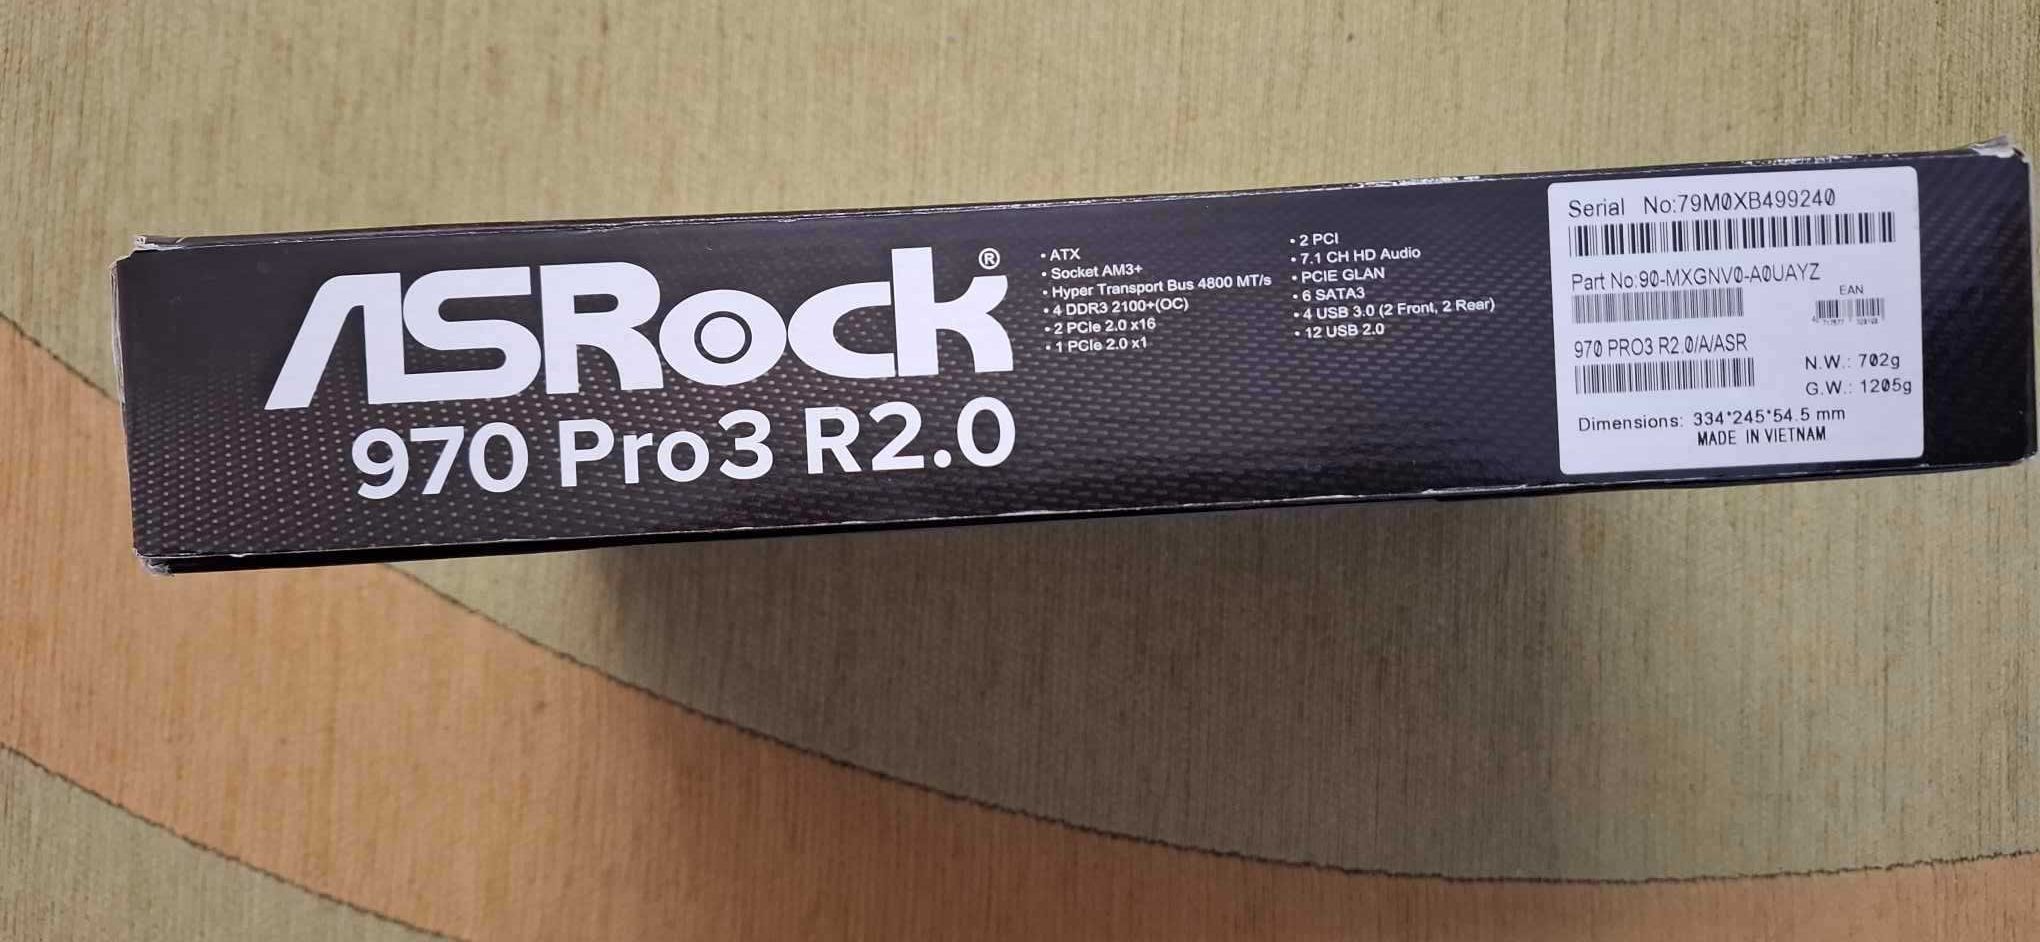 ASRock®
970 Pro3 R2.0
• ATX
• Socket AM3+
• Hyper Transport Bus 4800 MT/s
• 4 DDR3 2100+(OC)
• 2 PCIe 2.0 x16
• 1 PCIe 2.0 x1
• 2 PCI
• 7.1 CH HD Audio
• PCIE GLAN
• 6 SATA3
• 4 USB 3.0 (2 Front, 2 Rear)
• 12 USB 2.0
Serial No:79M0XB499240
Part No:90-MXGNV0-A0UAYZ
EAN
970 PRO3 R2.0/A/ASR
N.W.: 702g
G.W.: 1205g
Dimensions: 334*245*54.5 mm
MADE IN VIETNAM